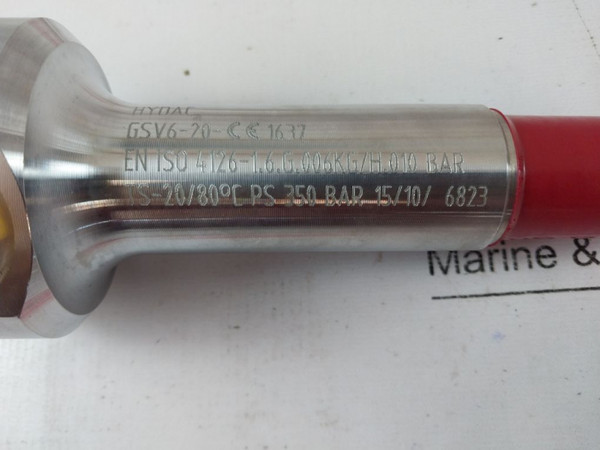 HYDAC
GSV6-20-CE 1637
EN ISO 4126-1.6.G.006KG/H.010 BAR
TS-20/80°C PS 350 BAR 15/10/ 6823
Marine &